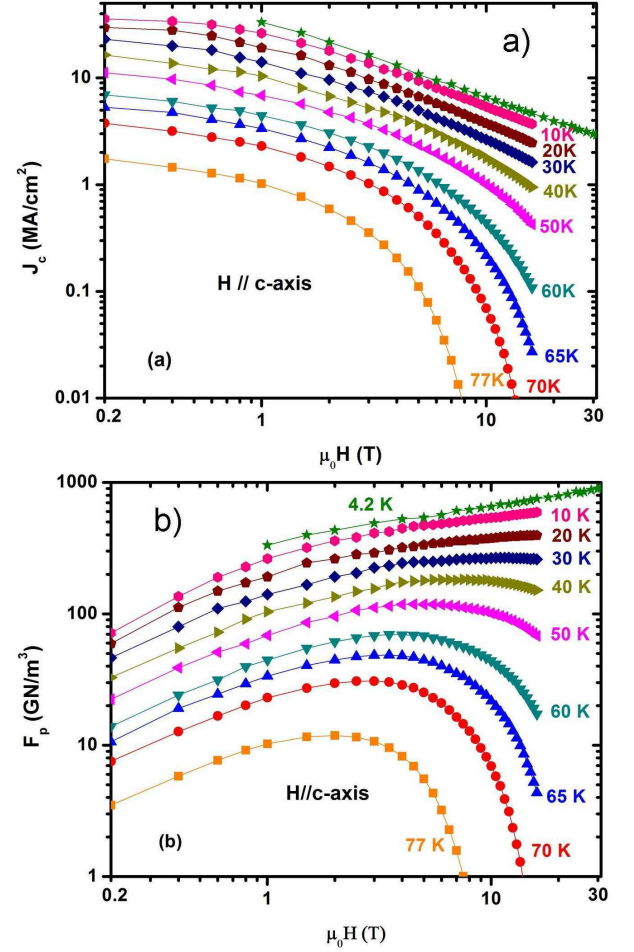 a)
10
1
0.1
0.01
J_c (MA/cm²)
10K
20K
30K
40K
50K
60K
65K
70K
77K
H // c-axis
(a)
0.2
1
10
30
μ₀H (T)
b)
1000
100
10
1
F_p (GN/m³)
4.2 K
10 K
20 K
30 K
40 K
50 K
60 K
65 K
70 K
77 K
H//c-axis
(b)
0.2
1
10
30
μ₀H (T)